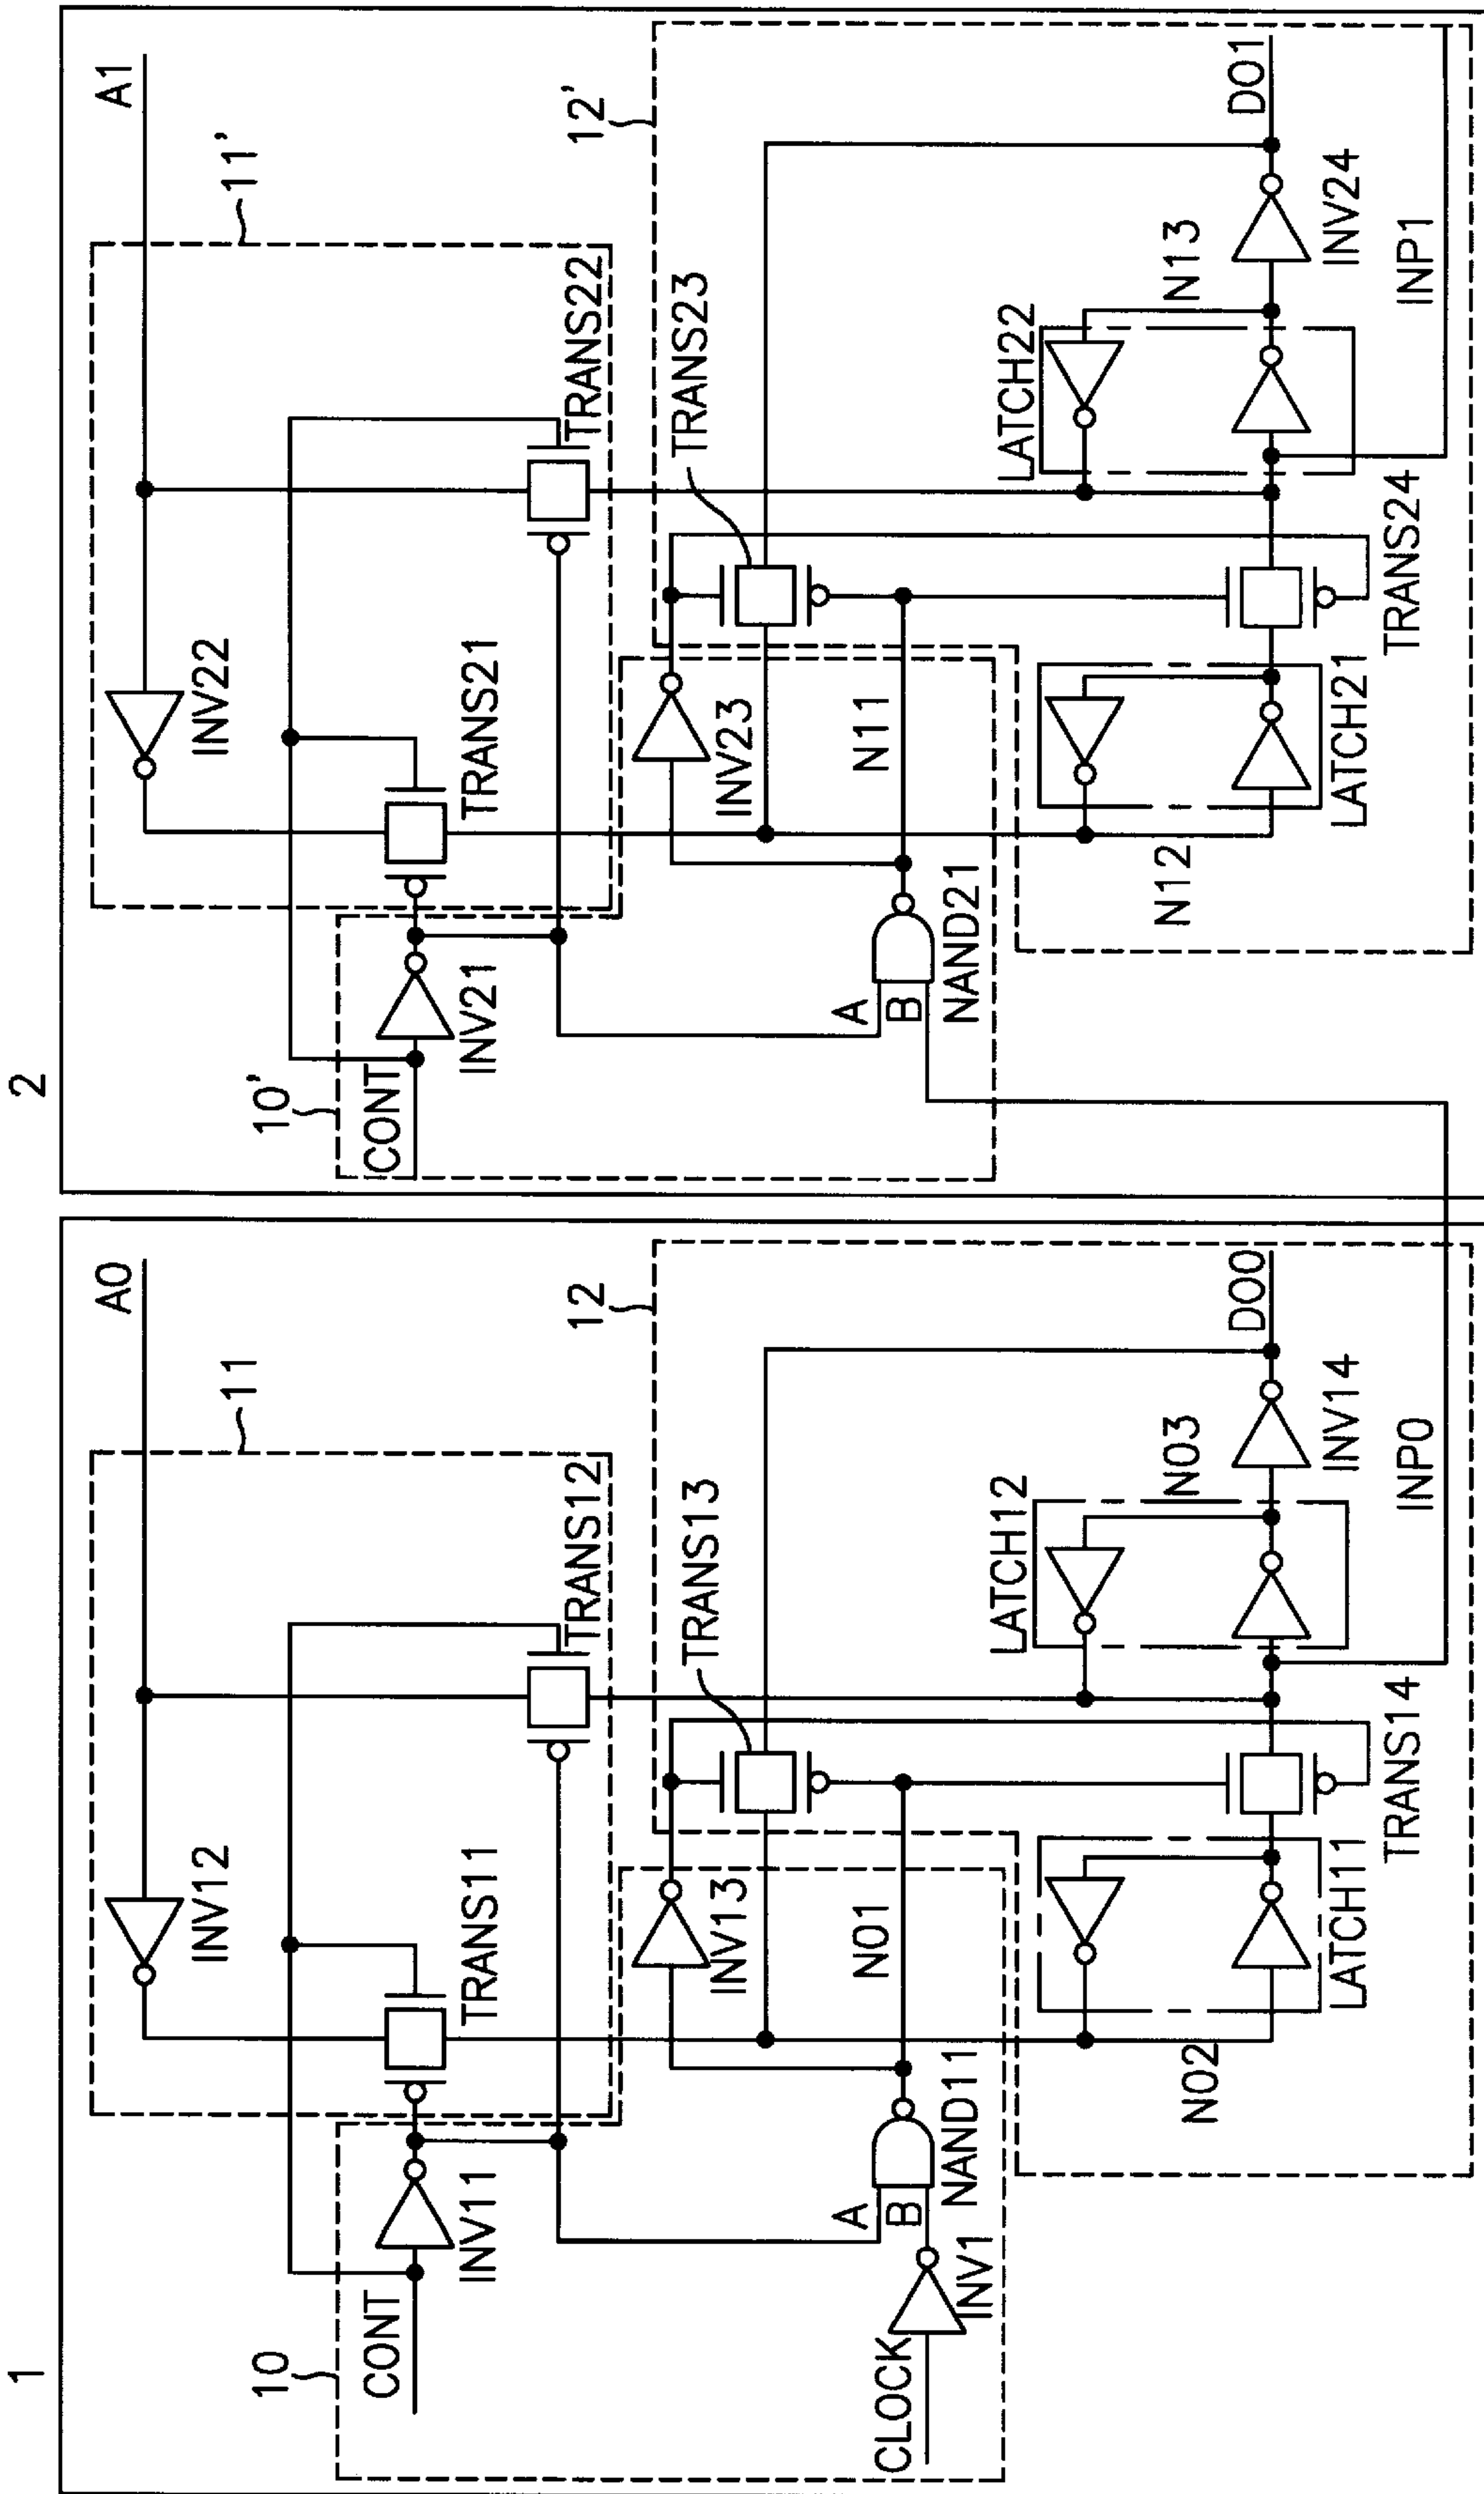 1
10
CONT
INV11
CLOCK
INV1
A
B
NAND11
INV12
TRANS11
11
A0
TRANS12
INV13
N01
N02
LATCH11
TRANS13
TRANS14
12
LATCH12
N03
INV14
DO0
INP0
2
10'
CONT
INV21
A
B
NAND21
INV22
TRANS21
11'
A1
TRANS22
INV23
N11
N12
LATCH21
TRANS23
TRANS24
12'
LATCH22
N13
INV24
DO1
INP1